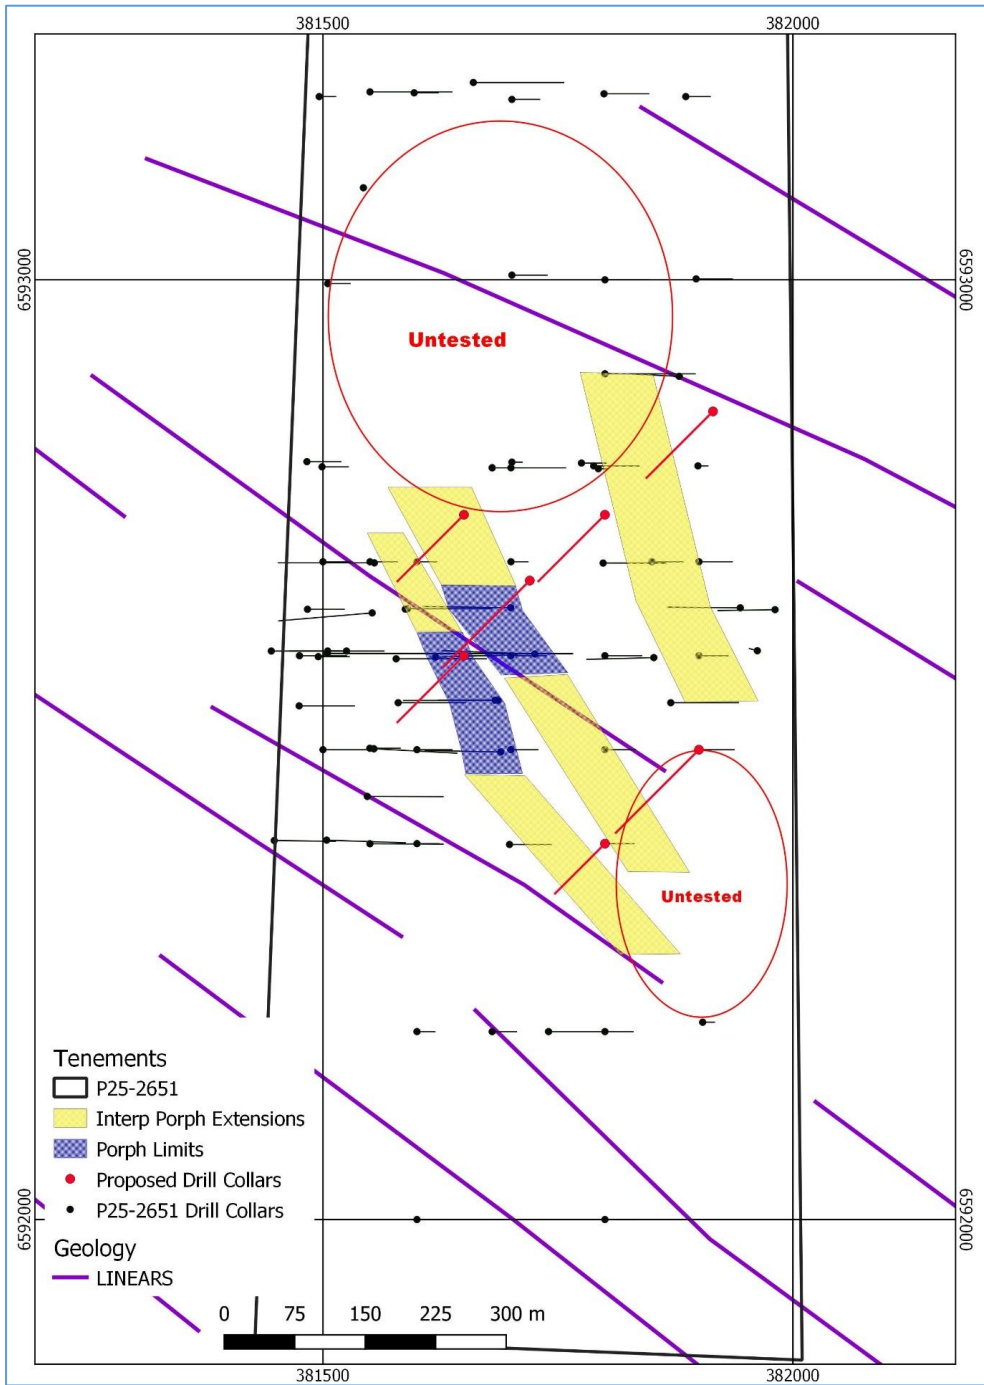 381500 382000
6593000 6593000
Untested
Untested
Tenements
P25-2651
Interp Porph Extensions
Porph Limits
Proposed Drill Collars
P25-2651 Drill Collars
6592000 6592000
Geology
LINEARS
0 75 150 225 300 m
381500 382000